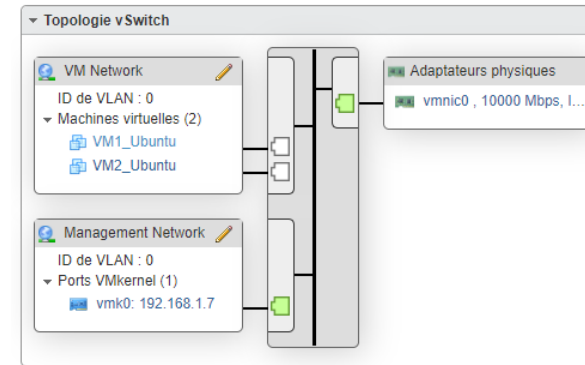 Topologie vSwitch
VM Network
ID de VLAN : 0
Machines virtuelles (2)
VM1_Ubuntu
VM2_Ubuntu
Management Network
ID de VLAN : 0
Ports VMkernel (1)
vmk0: 192.168.1.7
Adaptateurs physiques
vmnic0 , 10000 Mbps, I...